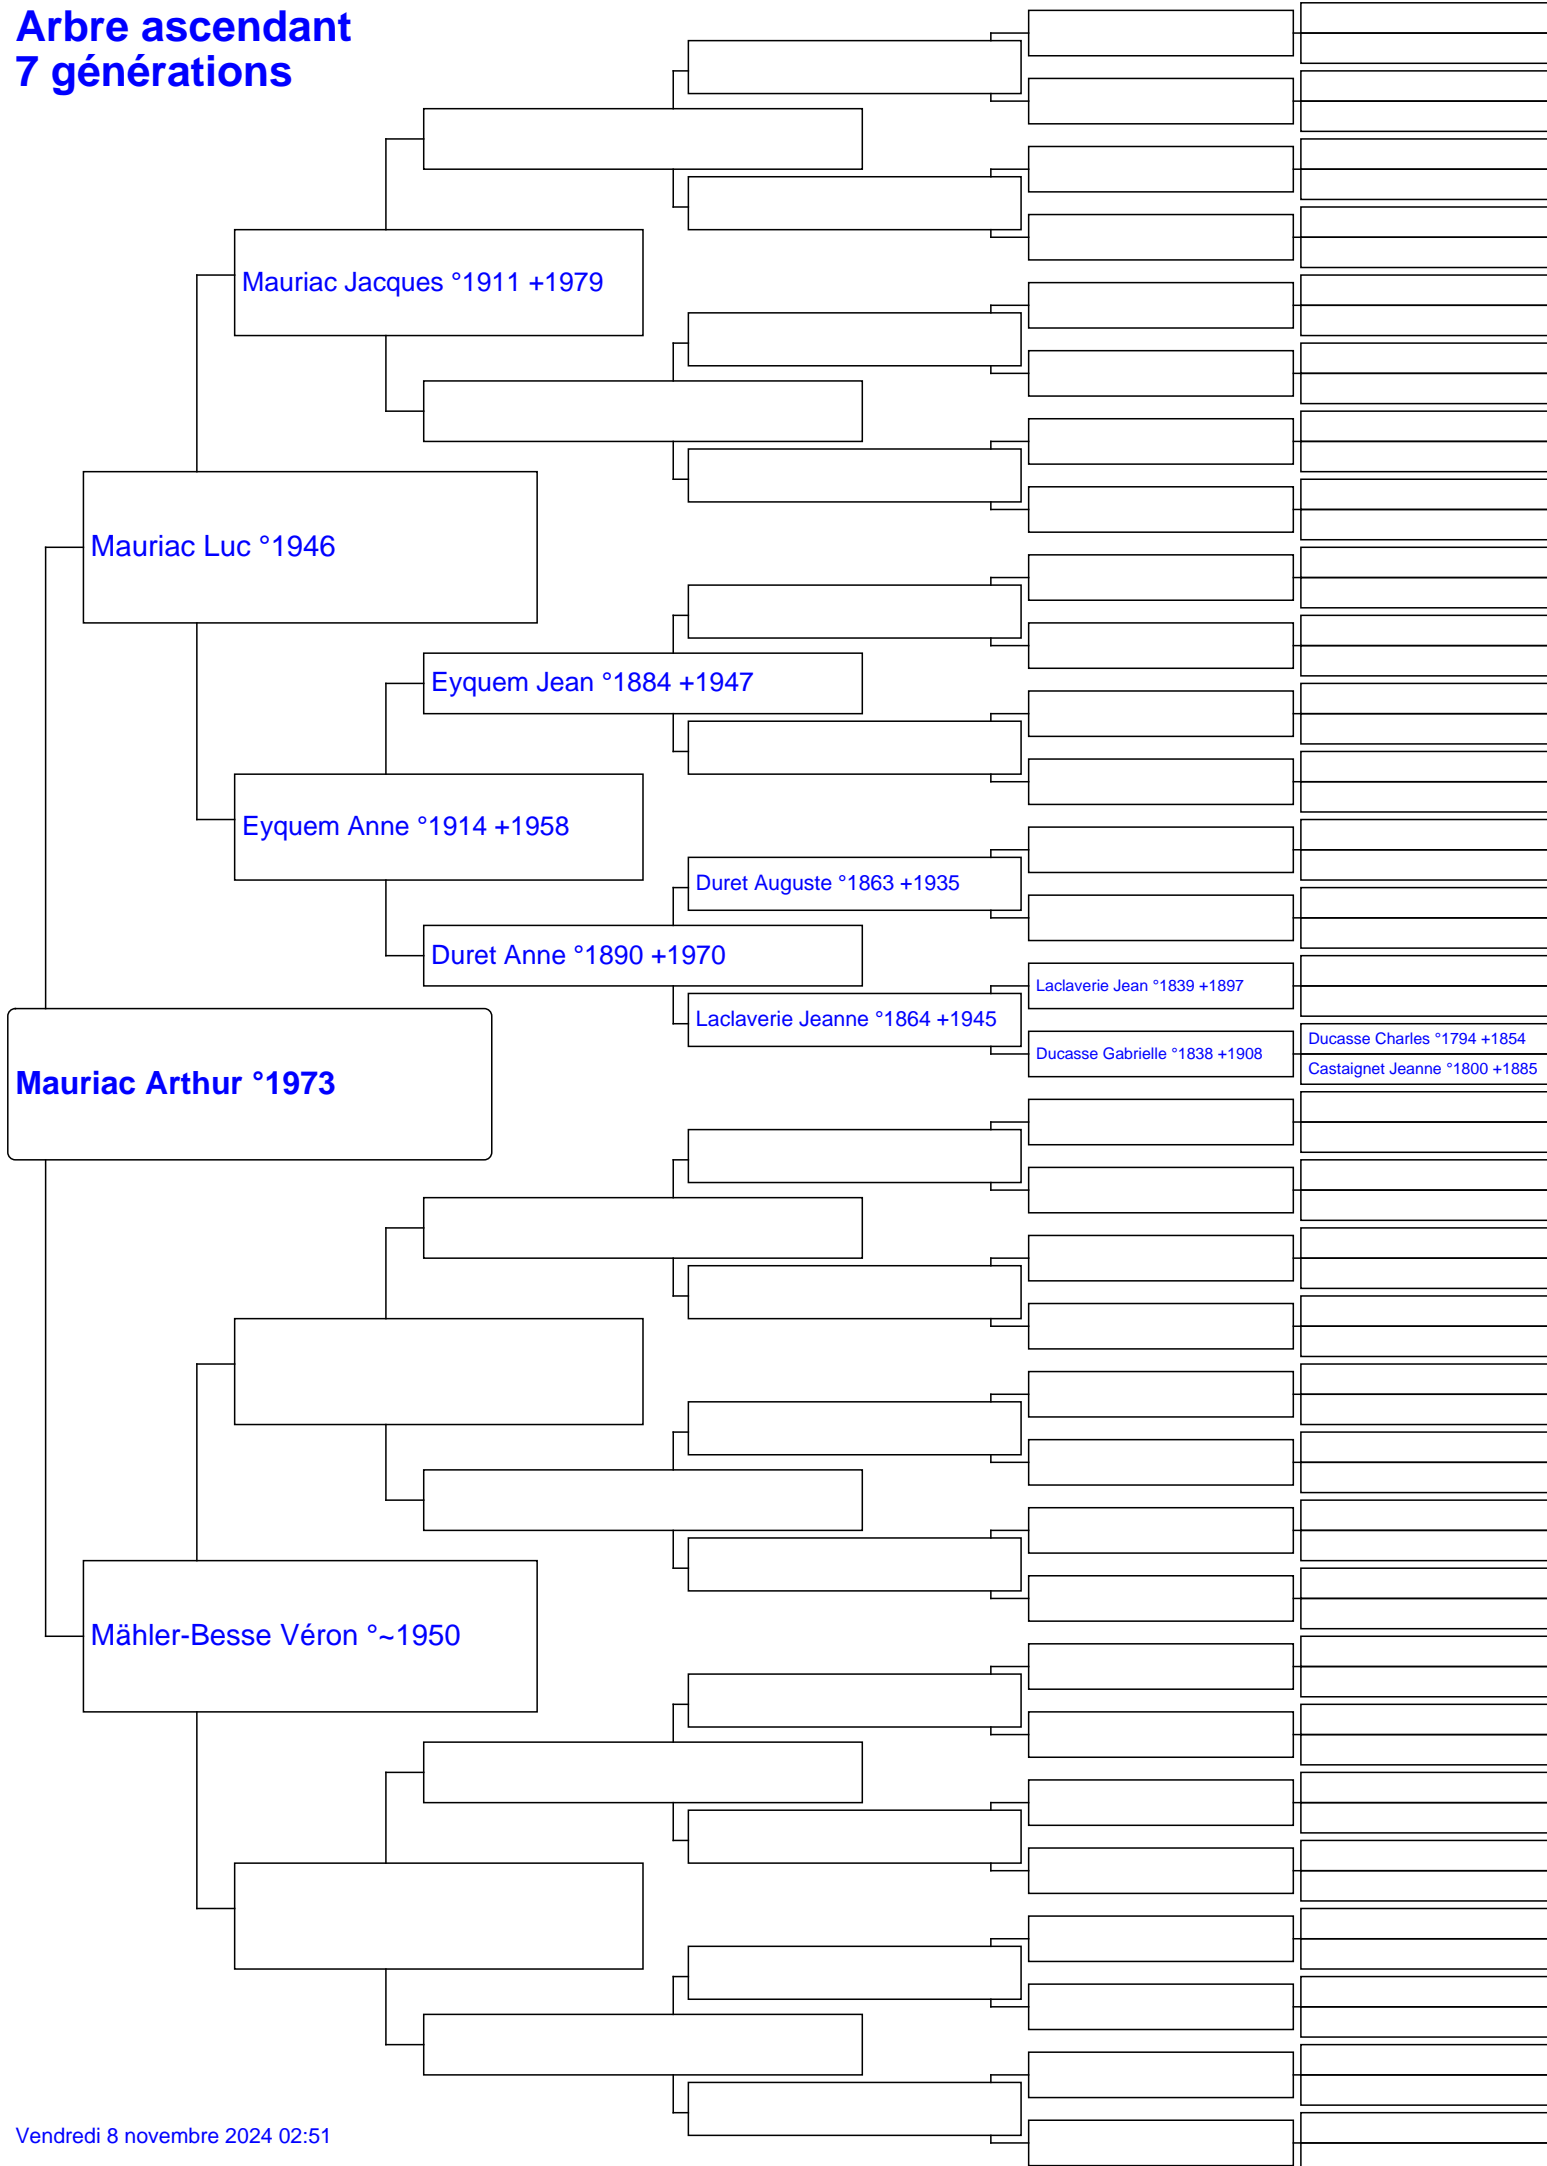 Arbre ascendant
7 générations
Mauriac Jacques °1911 +1979
Mauriac Luc °1946
Eyquem Jean °1884 +1947
Eyquem Anne °1914 +1958
Duret Auguste °1863 +1935
Duret Anne °1890 +1970
Laclaverie Jean °1839 +1897
Laclaverie Jeanne °1864 +1945
Ducasse Charles °1794 +1854
Ducasse Gabrielle °1838 +1908
Castaignet Jeanne °1800 +1885
Mauriac Arthur °1973
Mähler-Besse Véron °~1950
Vendredi 8 novembre 2024 02:51